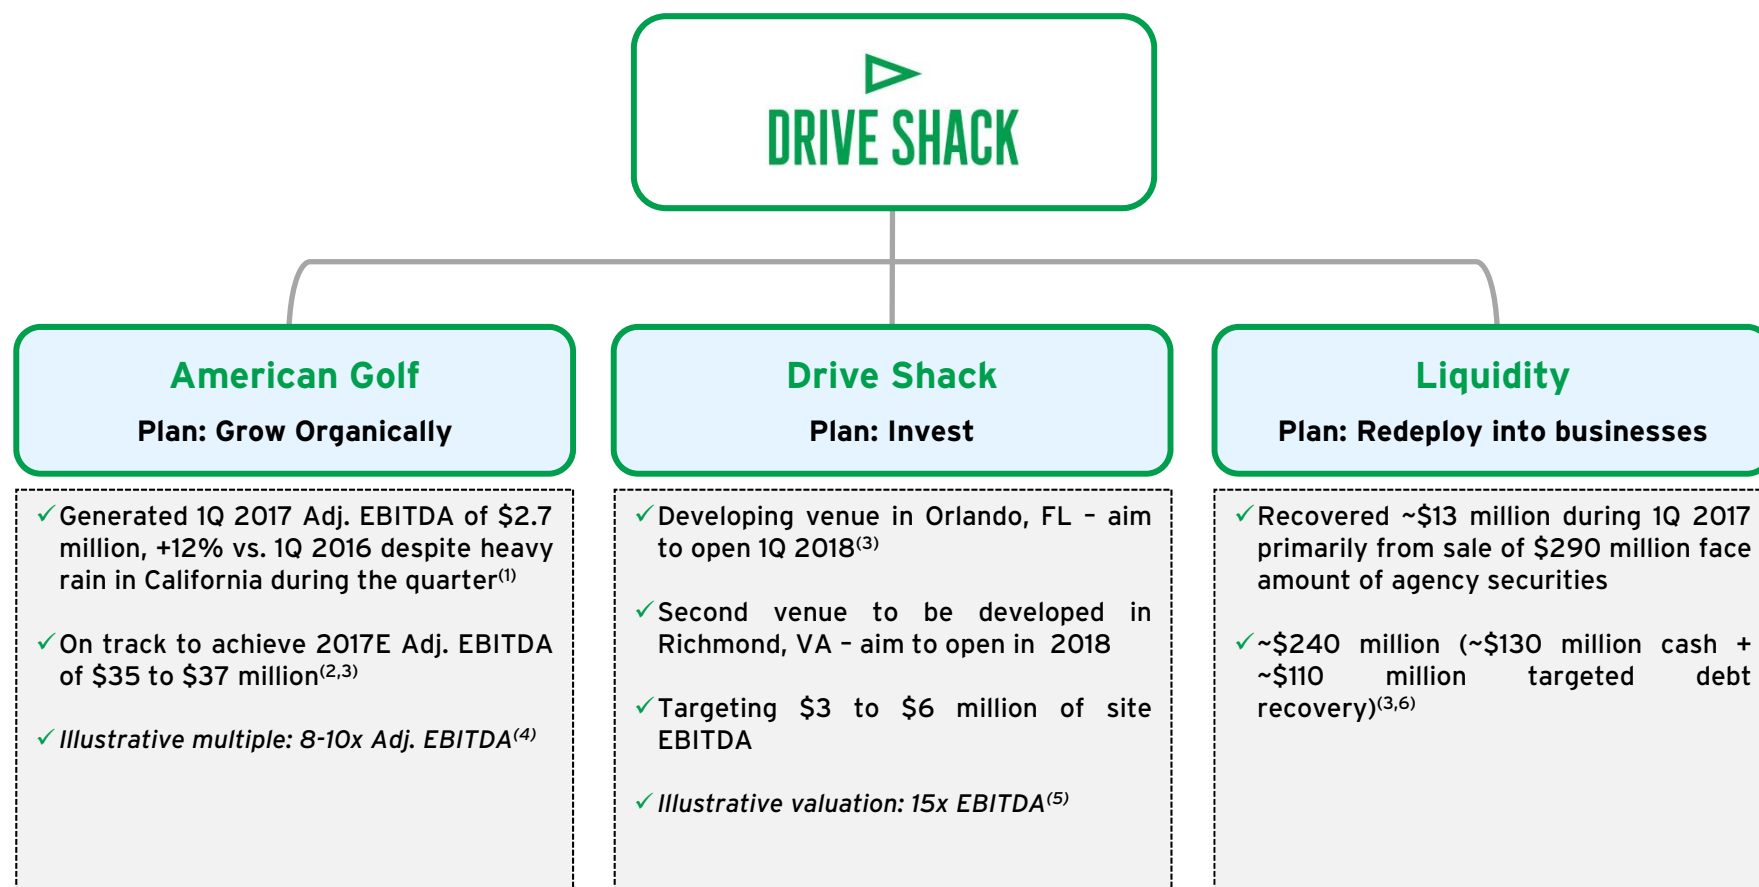 DRIVE SHACK
American Golf
Plan: Grow Organically
✓Generated 1Q 2017 Adj. EBITDA of $2.7
million, +12% vs. 1Q 2016 despite heavy
rain in California during the quarter(1)
✓On track to achieve 2017E Adj. EBITDA
of $35 to $37 million(2,3)
✓Illustrative multiple: 8-10x Adj. EBITDA(4)
Drive Shack
Plan: Invest
✓Developing venue in Orlando, FL – aim
to open 1Q 2018(3)
✓Second venue to be developed in
Richmond, VA – aim to open in 2018
✓Targeting $3 to $6 million of site
EBITDA
✓Illustrative valuation: 15x EBITDA(5)
Liquidity
Plan: Redeploy into businesses
✓Recovered ~$13 million during 1Q 2017
primarily from sale of $290 million face
amount of agency securities
✓~$240 million (~$130 million cash +
~$110 million targeted debt
recovery)(3,6)